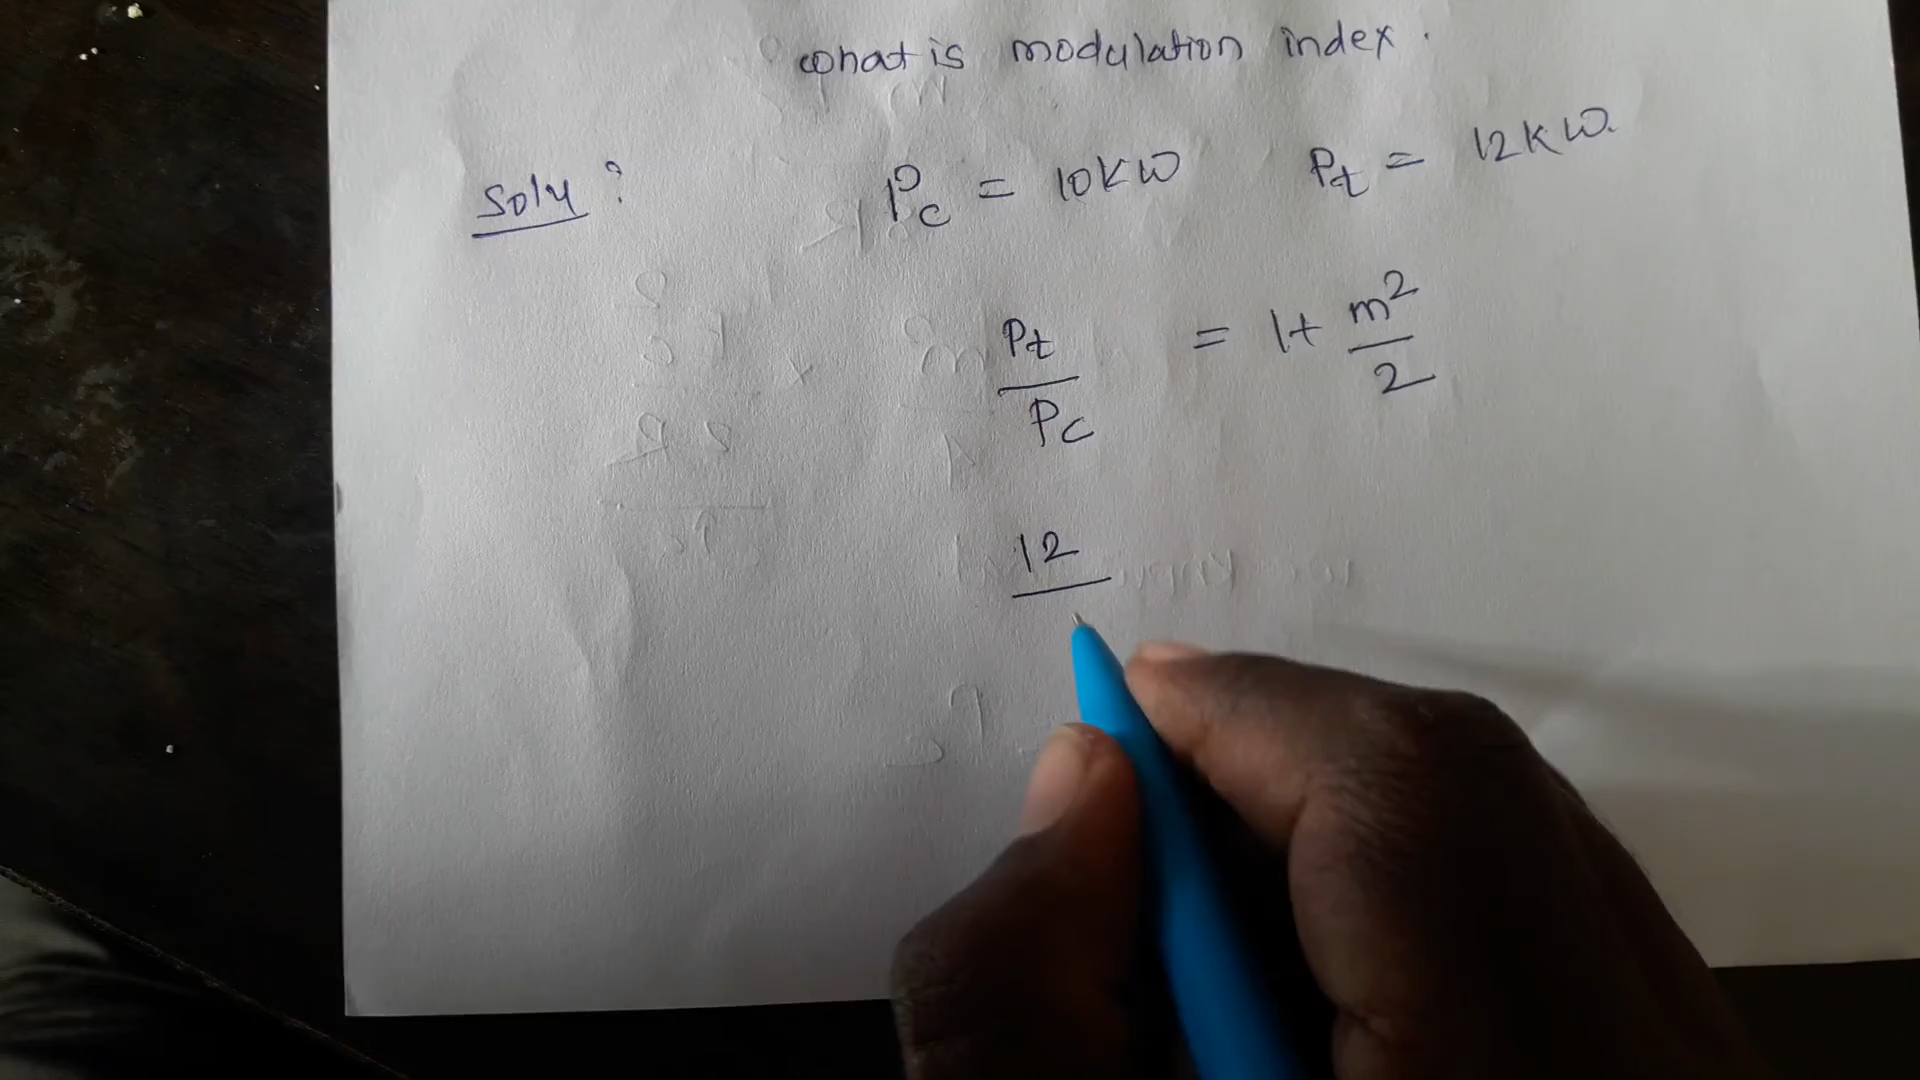 what is modulation index.
Soln : Pc = 10KW Pt = 12KW.
Pt/Pc = 1+ m²/2
12